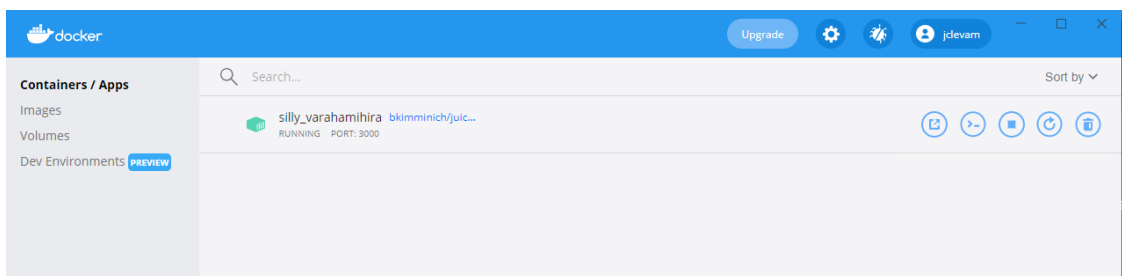 docker
Upgrade
jclevam
Containers / Apps
Images
Volumes
Dev Environments PREVIEW
Search...
Sort by
silly_varahamihira bkimminich/juic...
RUNNING PORT: 3000